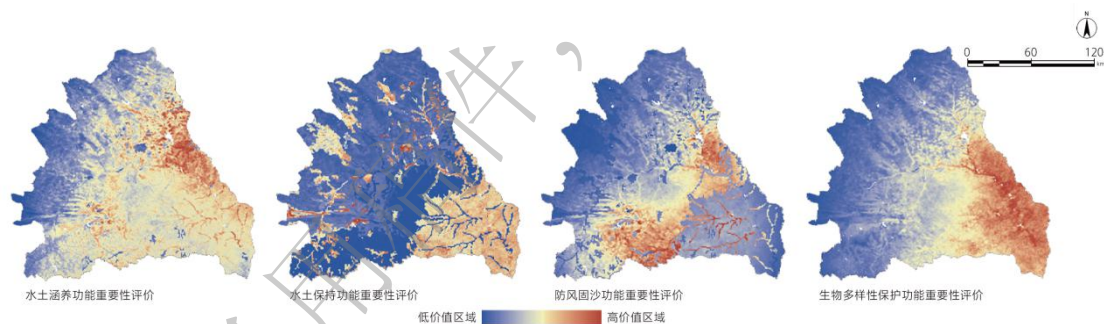 N
0 60 120
km
水土涵养功能重要性评价
水土保持功能重要性评价
防风固沙功能重要性评价
生物多样性保护功能重要性评价
低价值区域
高价值区域
用件，